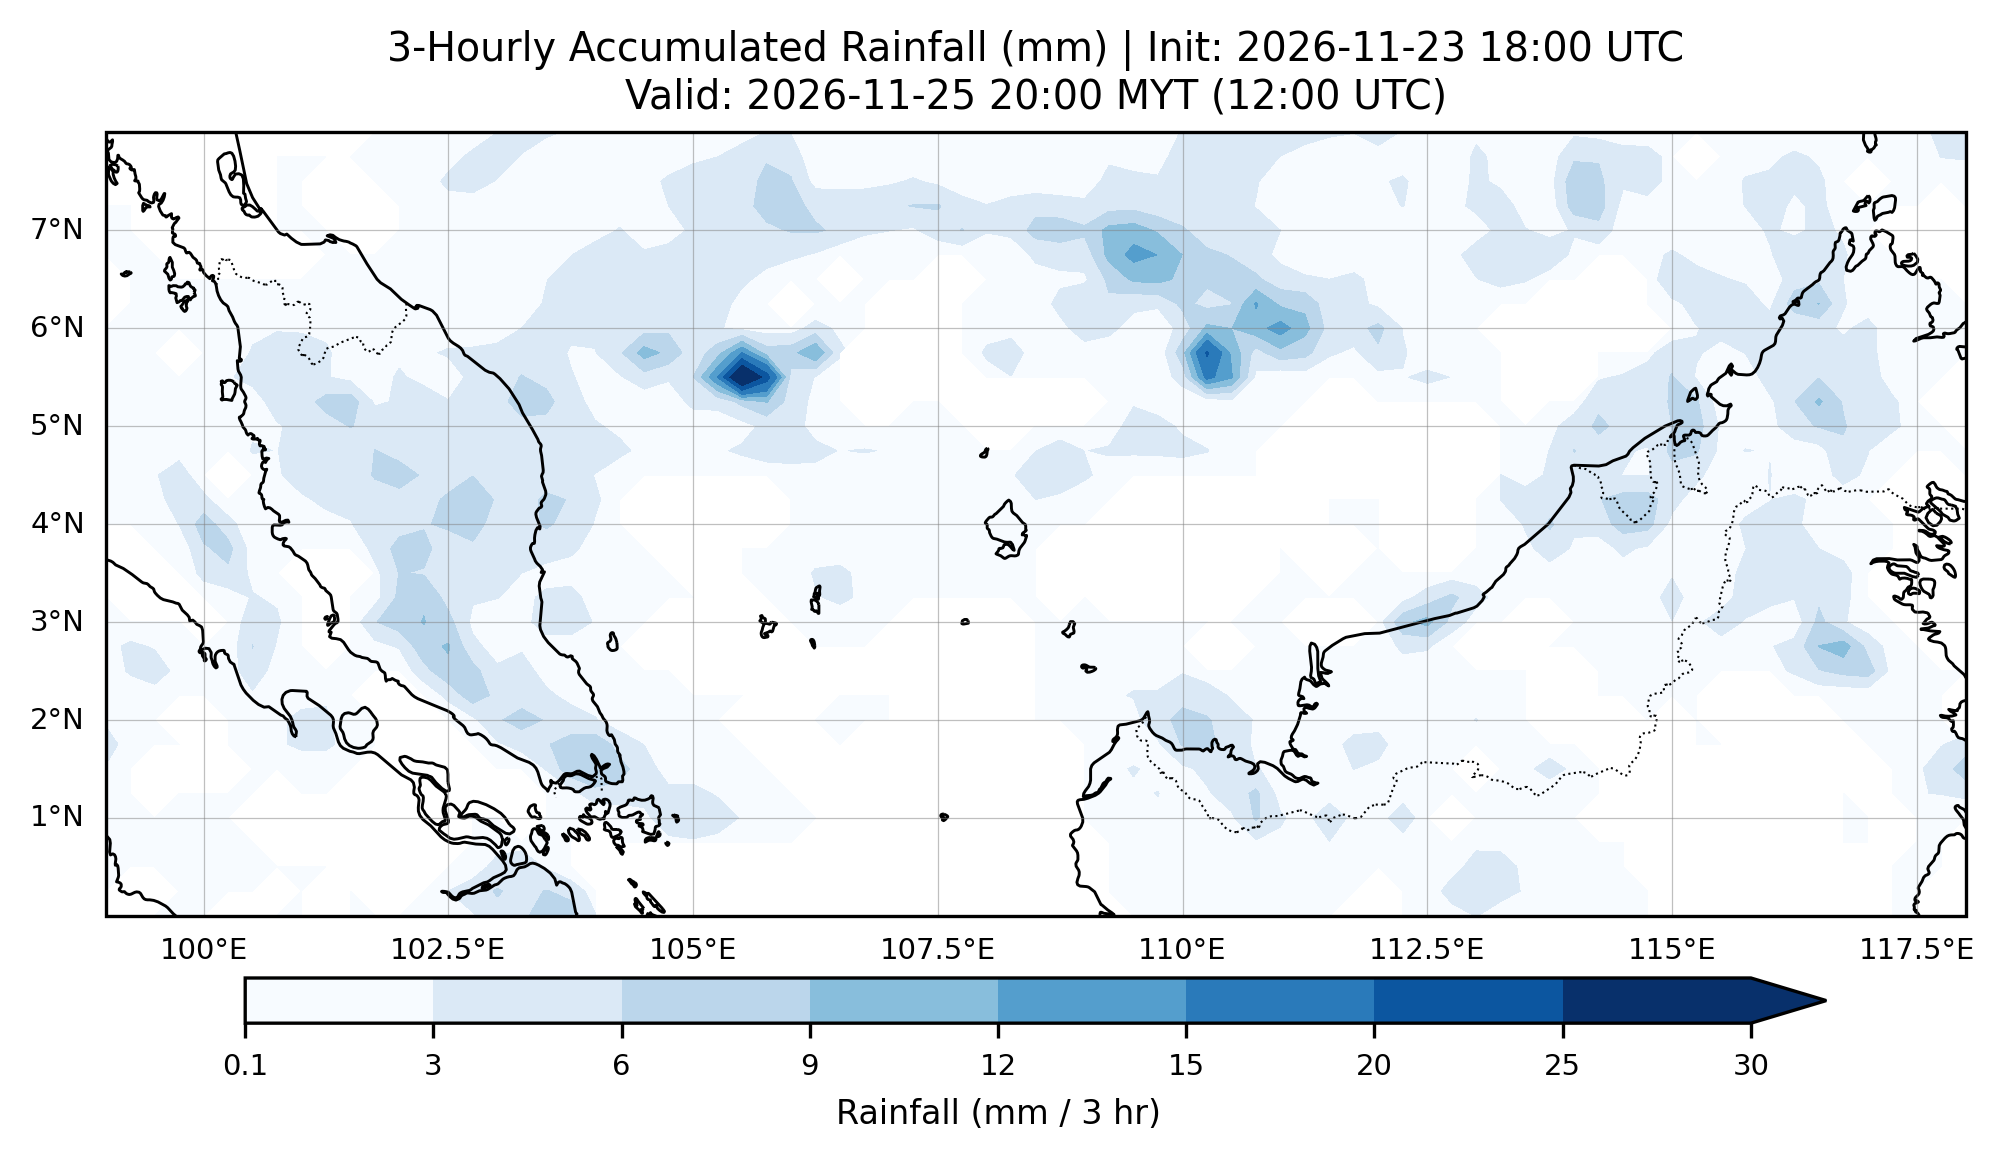 3-Hourly Accumulated Rainfall (mm) | Init: 2026-11-23 18:00 UTC
Valid: 2026-11-25 20:00 MYT (12:00 UTC)
7°N
6°N
5°N
4°N
3°N
2°N
1°N
100°E 102.5°E 105°E 107.5°E 110°E 112.5°E 115°E 117.5°E
0.1 3 6 9 12 15 20 25 30
Rainfall (mm / 3 hr)